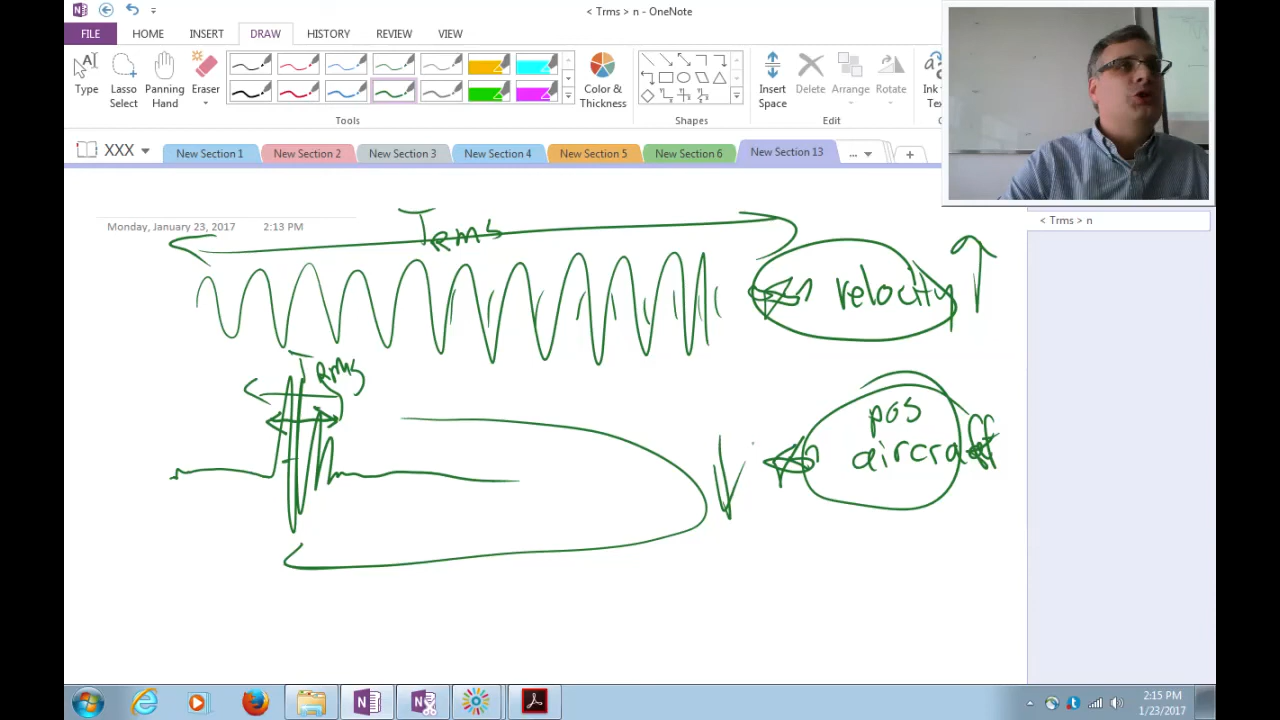 < Trms > n - OneNote
FILE HOME INSERT DRAW HISTORY REVIEW VIEW
Type
Lasso Select
Panning Hand
Eraser
Color & Thickness
Insert Space
Delete
Arrange
Rotate
Ink to
Tools
Shapes
Edit
XXX New Section 1 New Section 2 New Section 3 New Section 4 New Section 5 New Section 6 New Section 13 ...
< Trms > n
Monday, January 23, 2017 2:13 PM
TRMS
velocity
TRMS
pos
aircraft
2:15 PM
1/23/2017